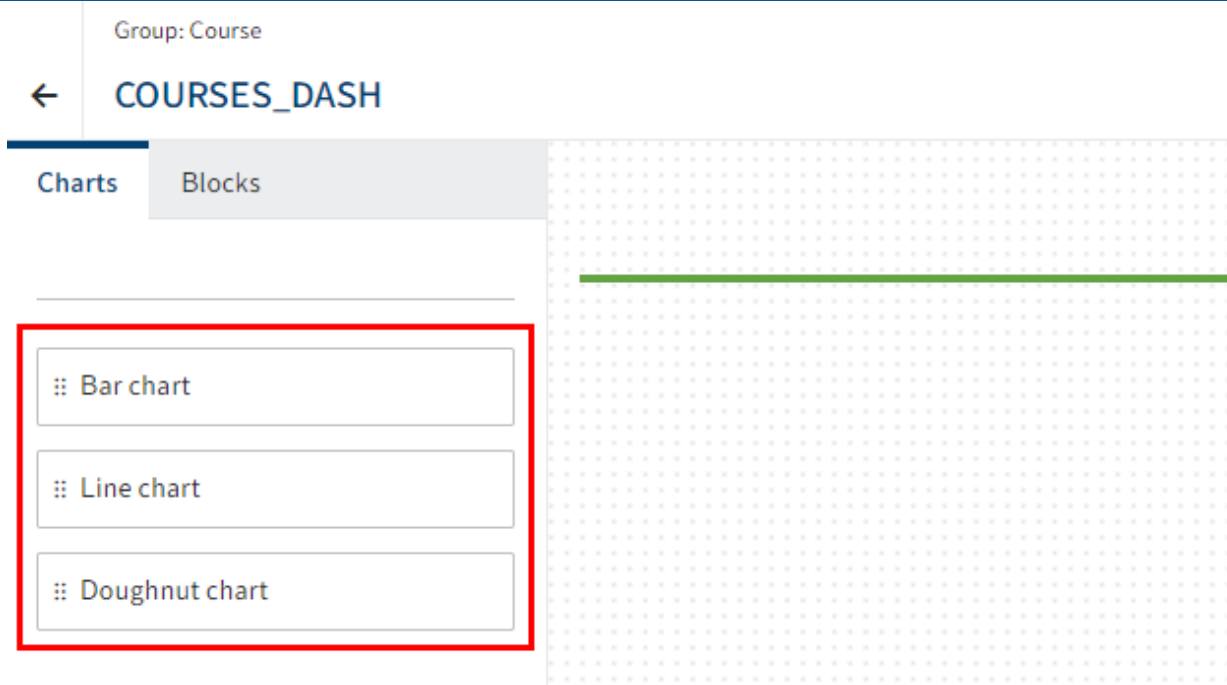 Group: Course
COURSES_DASH
Charts Blocks
Bar chart
Line chart
Doughnut chart